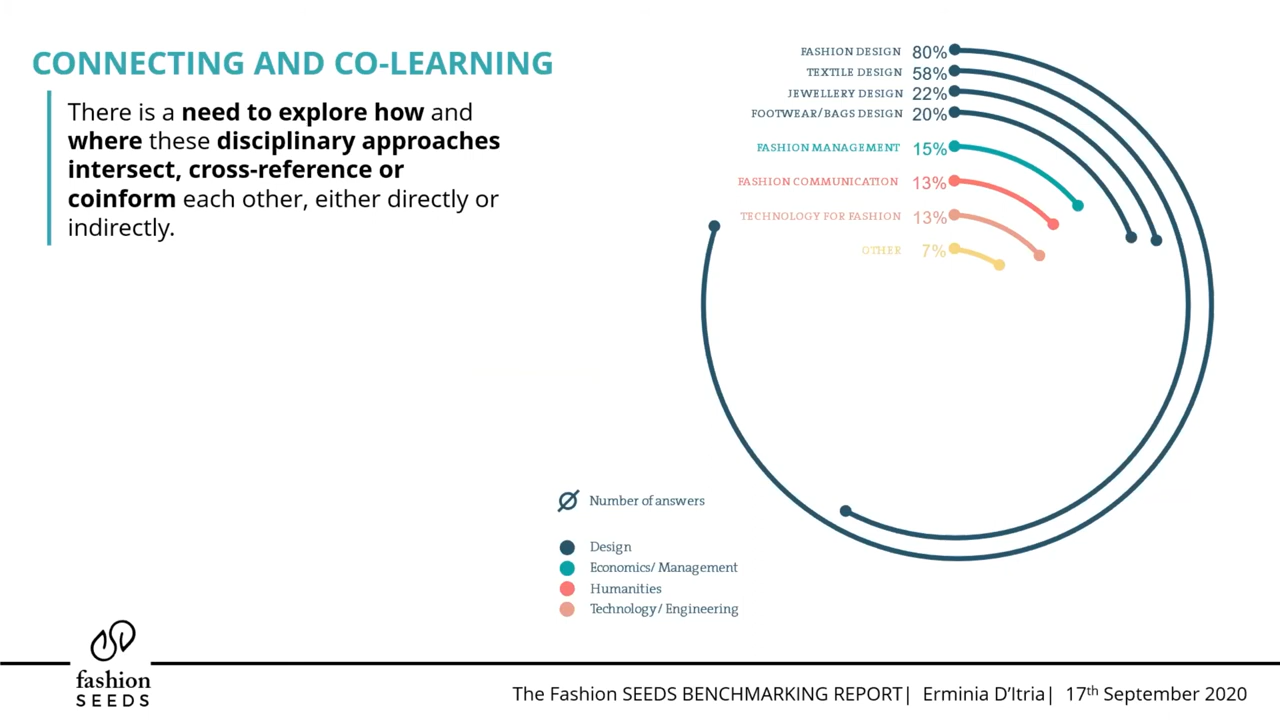 CONNECTING AND CO-LEARNING
There is a need to explore how and
where these disciplinary approaches
intersect, cross-reference or
coinform each other, either directly or
indirectly.
FASHION DESIGN 80%
TEXTILE DESIGN 58%
JEWELLERY DESIGN 22%
FOOTWEAR/BAGS DESIGN 20%
FASHION MANAGEMENT 15%
FASHION COMMUNICATION 13%
TECHNOLOGY FOR FASHION 13%
OTHER 7%
Number of answers
Design
Economics/ Management
Humanities
Technology/ Engineering
fashion
SEEDS
The Fashion SEEDS BENCHMARKING REPORT| Erminia D’Itria| 17th September 2020